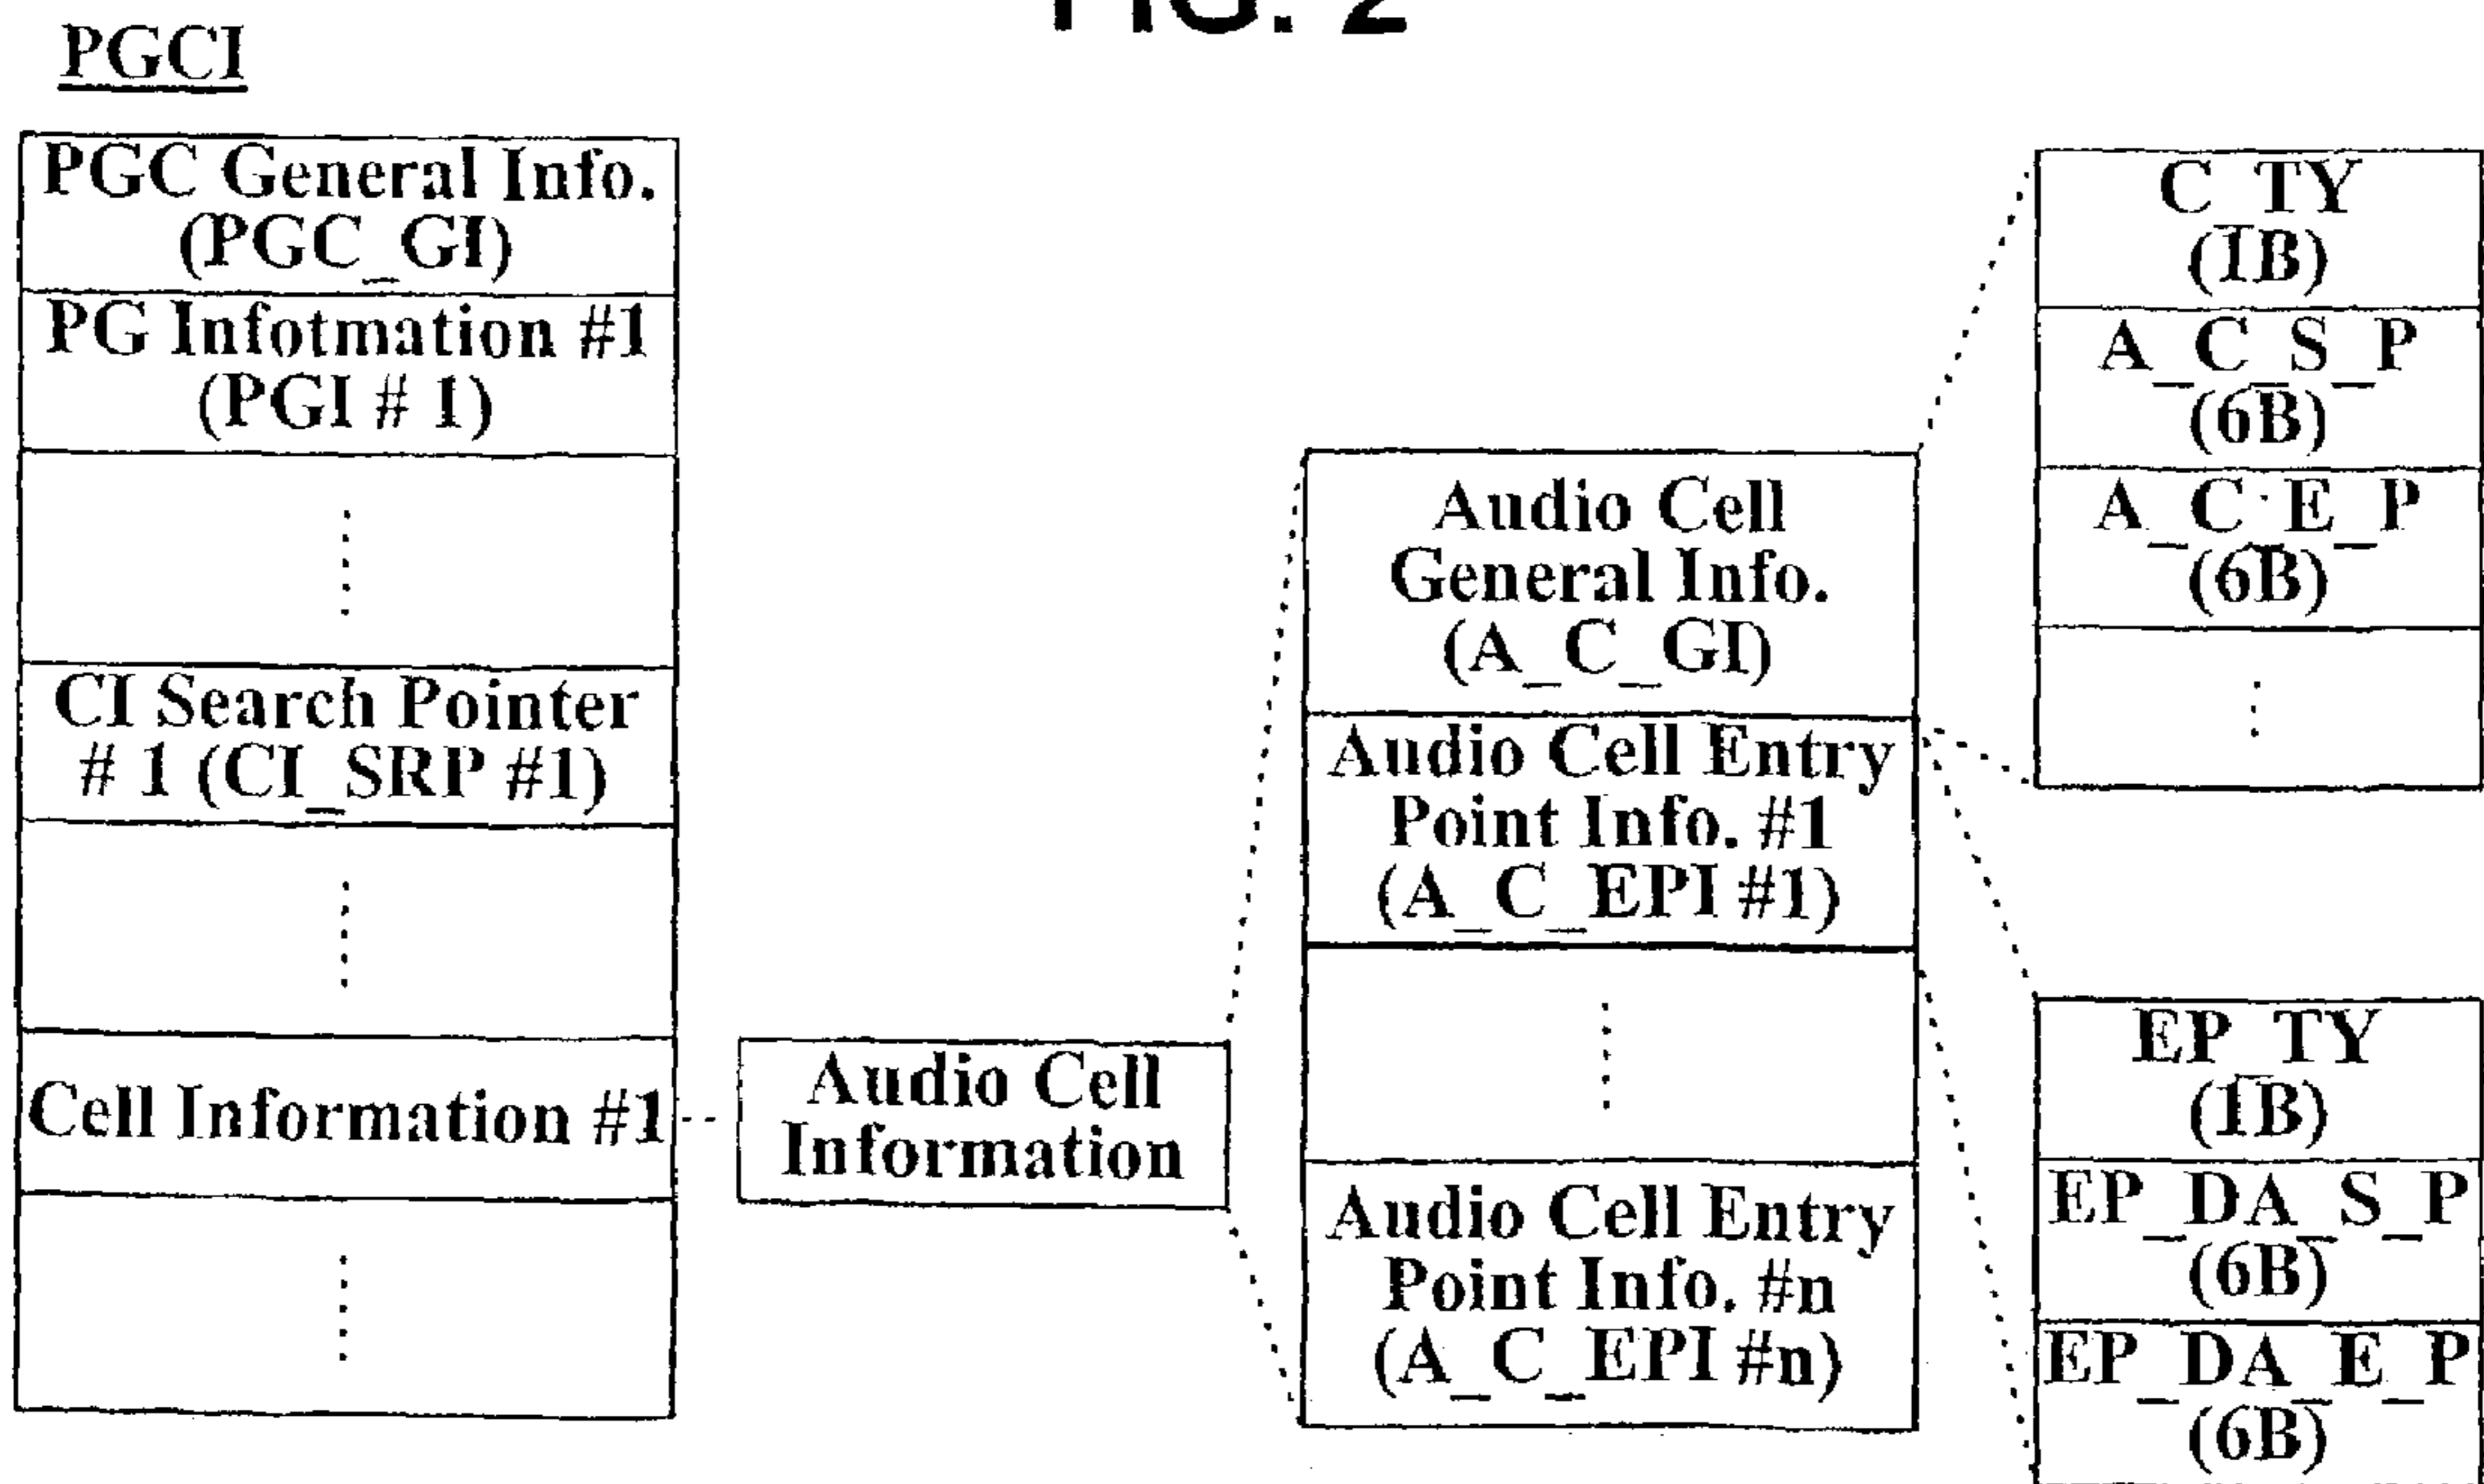 FIG. 2
PGCI
PGC General Info.
(PGC_GI)
PG Infotmation #1
(PGI # 1)
CI Search Pointer
# 1 (CI_SRP #1)
Cell Information #1
Audio Cell
Information
Audio Cell
General Info.
(A_C_GI)
Audio Cell Entry
Point Info. #1
(A_C_EPI #1)
Audio Cell Entry
Point Info. #n
(A_C_EPI #n)
C_TY
(1B)
A_C_S_P
(6B)
A_C_E_P
(6B)
EP_TY
(1B)
EP_DA_S_P
(6B)
EP_DA_E_P
(6B)